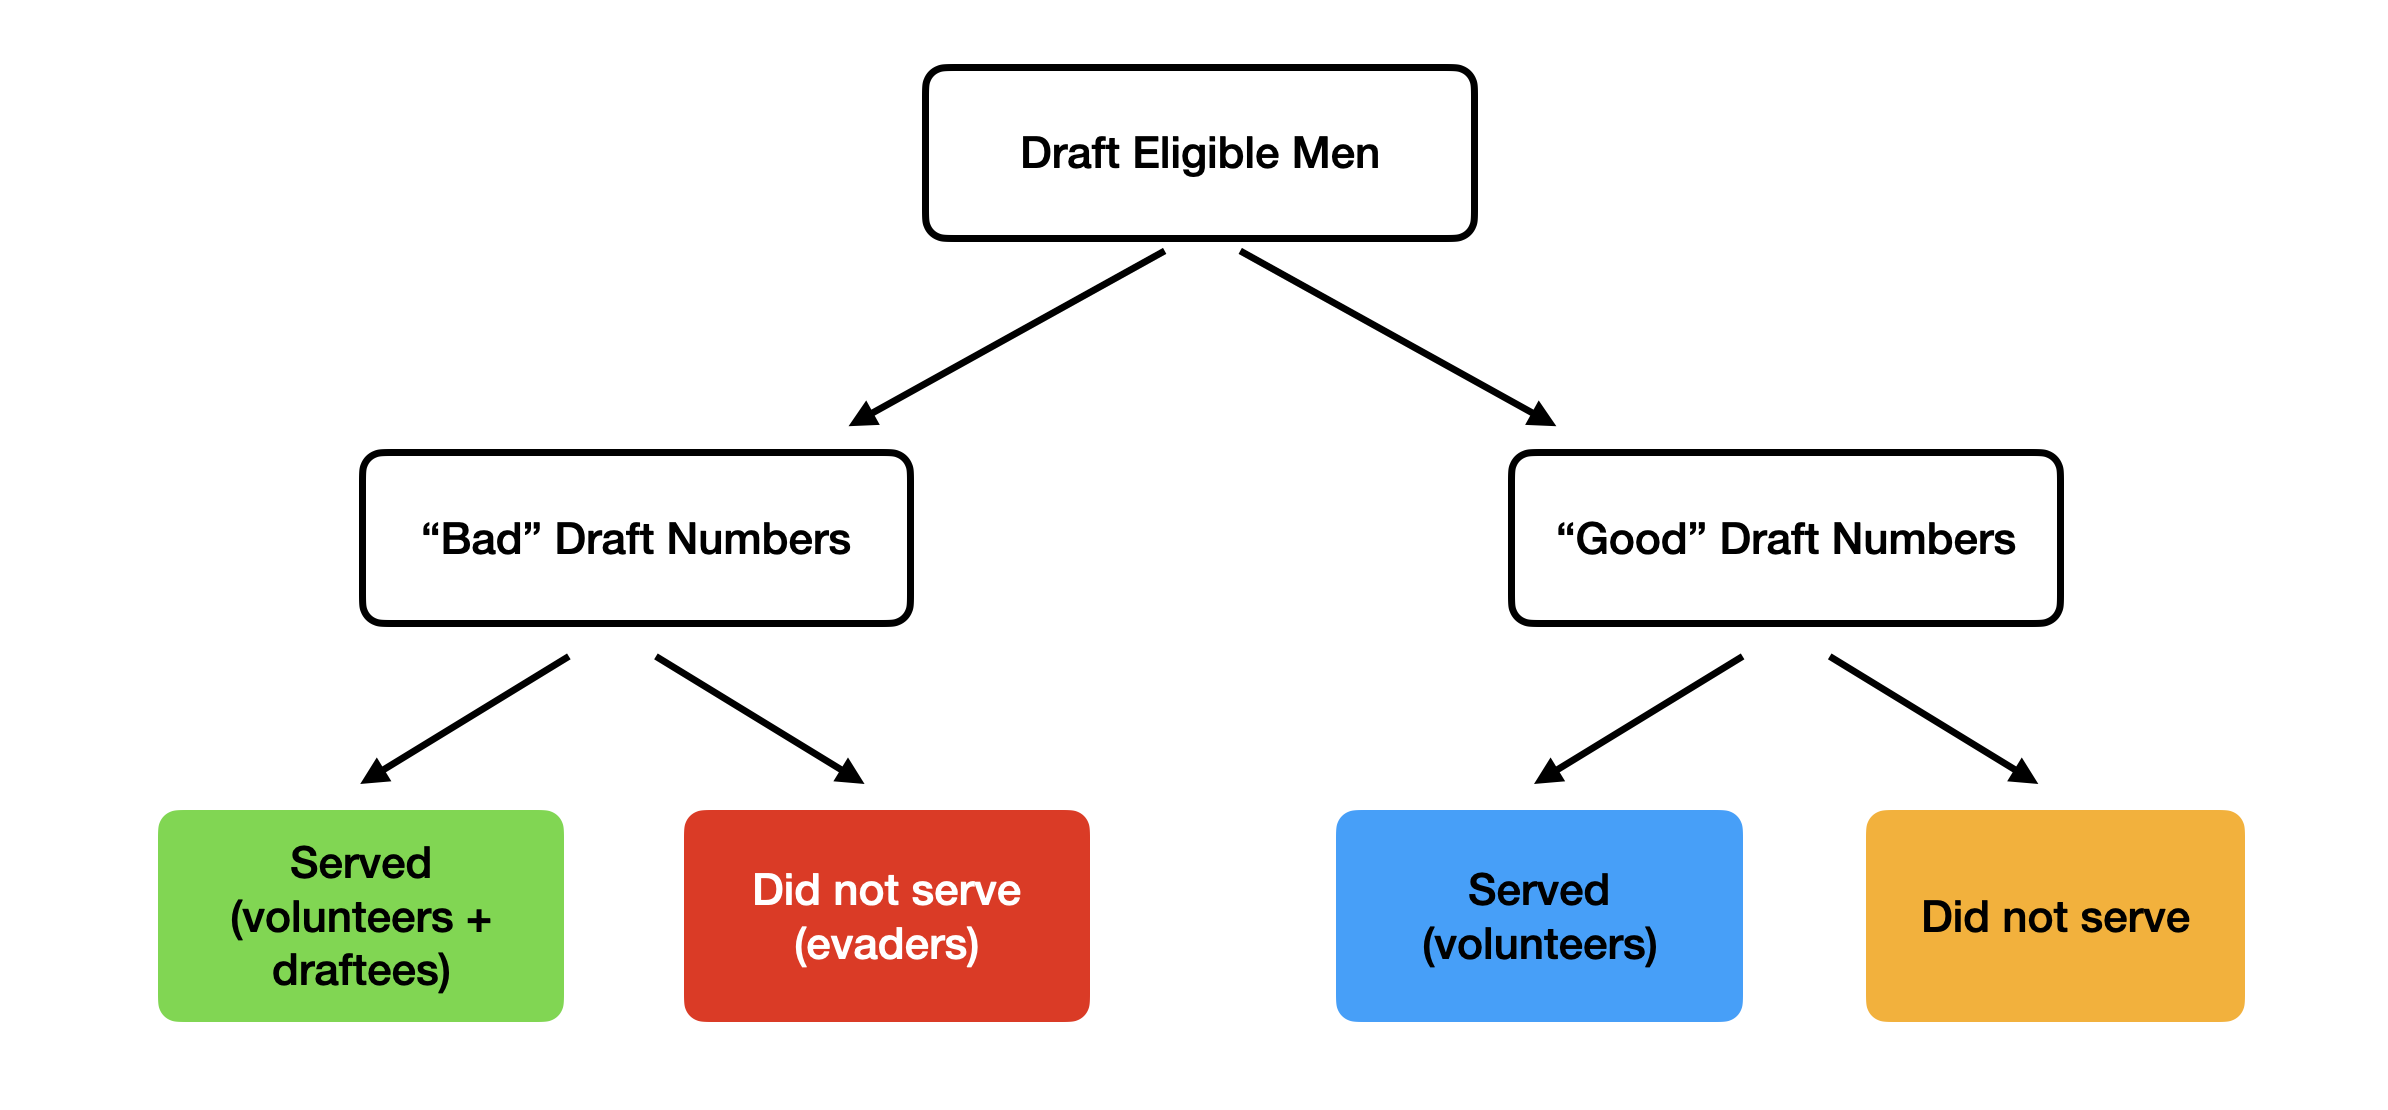 Draft Eligible Men
“Bad” Draft Numbers
“Good” Draft Numbers
Served
(volunteers +
draftees)
Did not serve
(evaders)
Served
(volunteers)
Did not serve